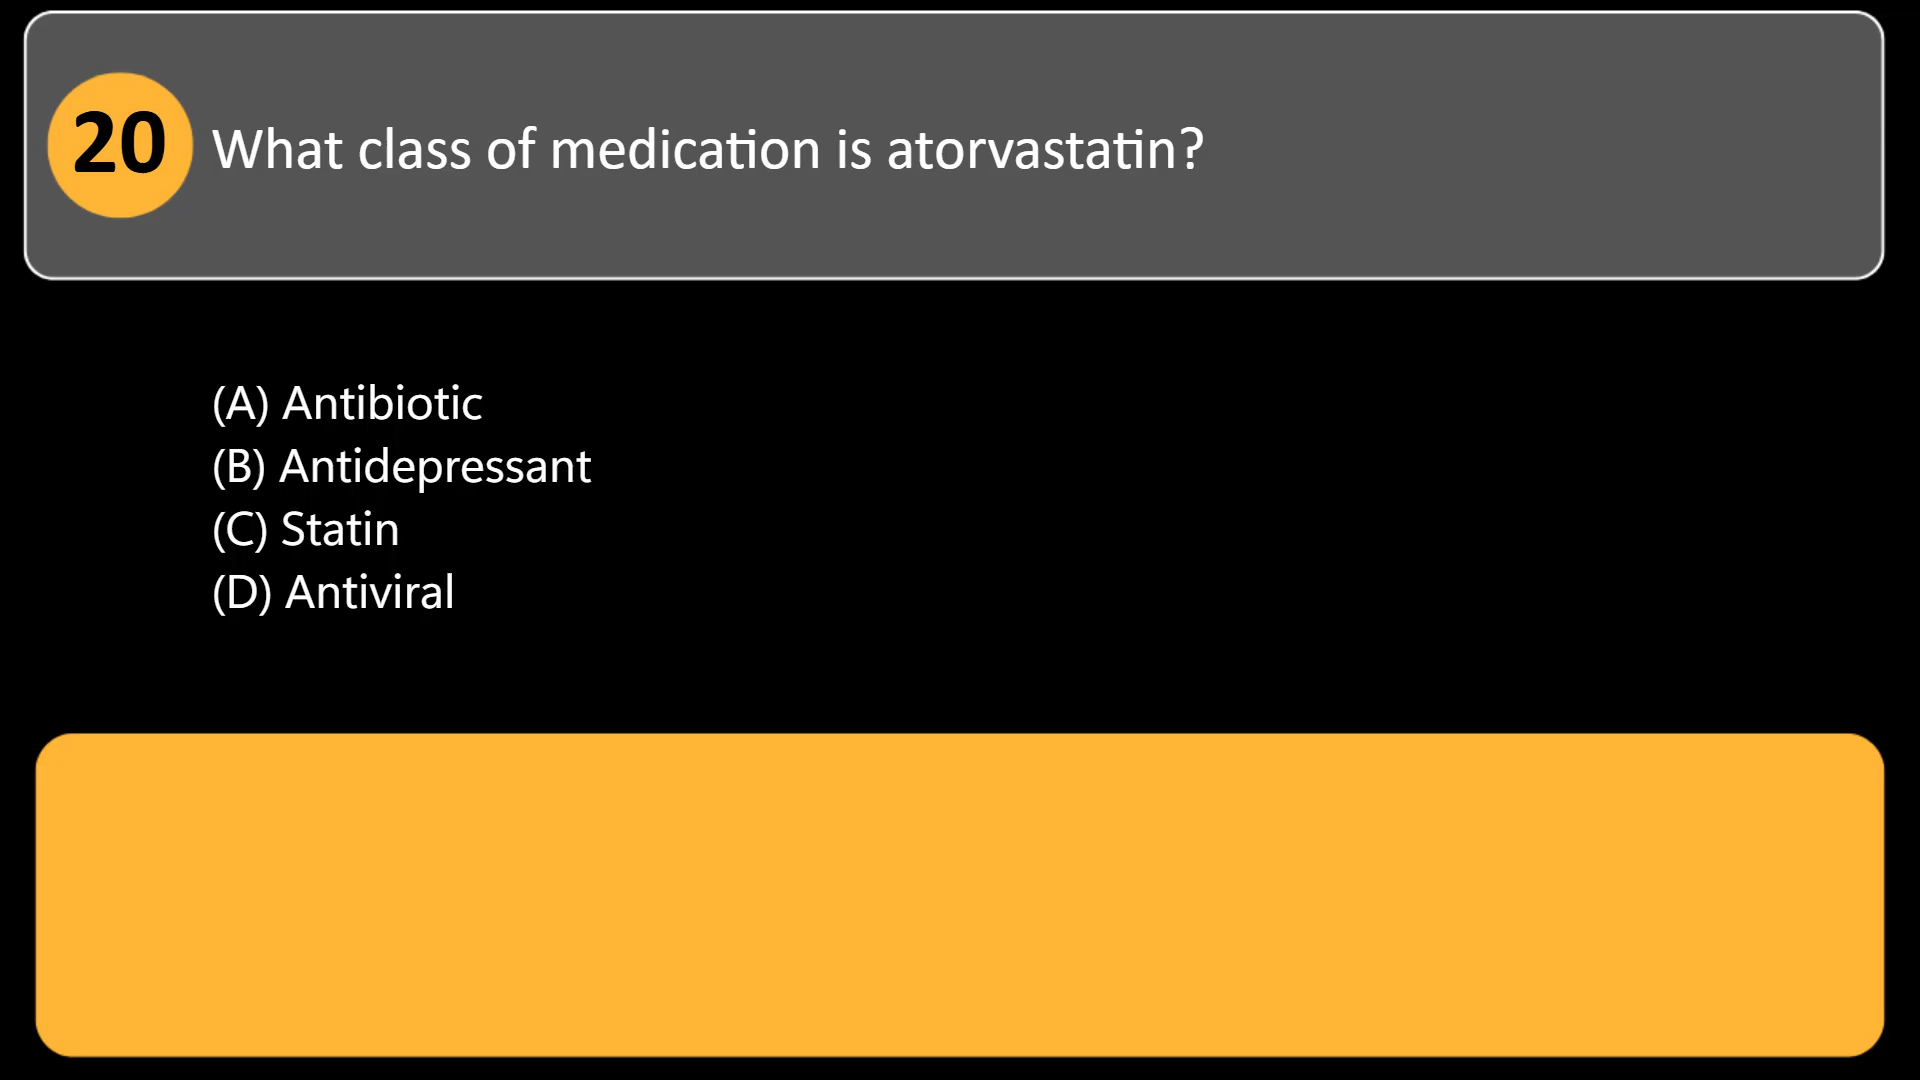 20 What class of medication is atorvastatin?
(A) Antibiotic
(B) Antidepressant
(C) Statin
(D) Antiviral